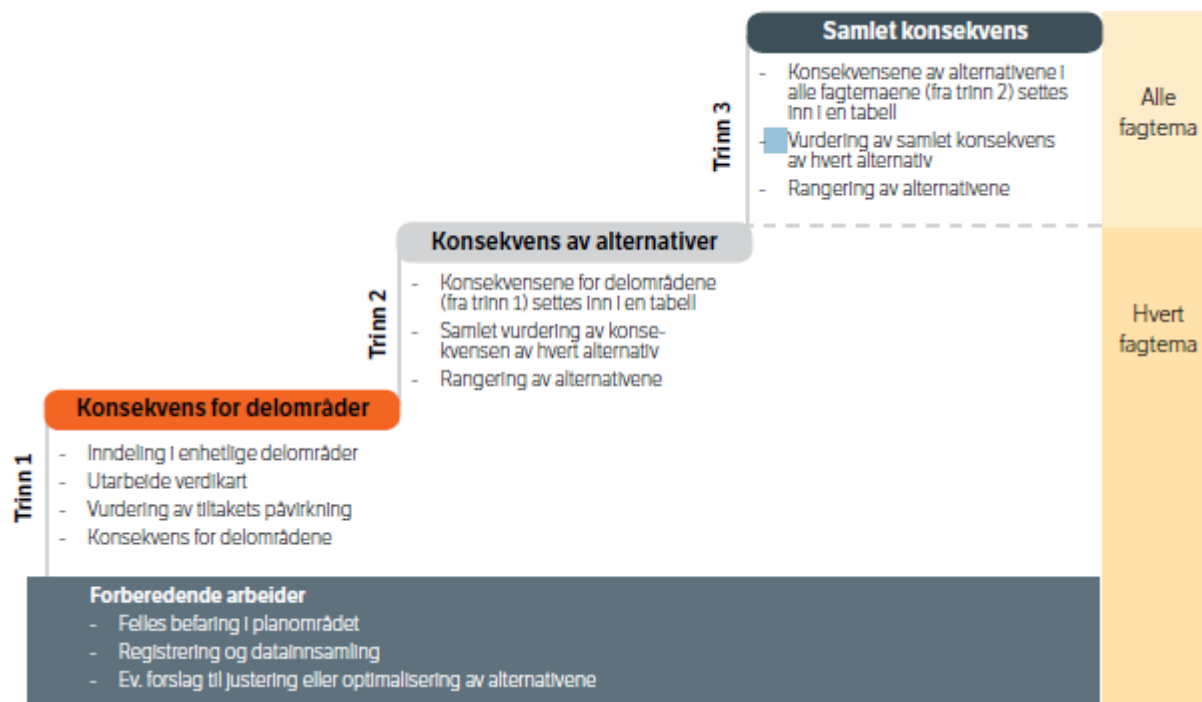 Samlet konsekvens
- Konsekvensene av alternativene i
alle fagtemaene (fra trinn 2) settes
inn i en tabell
- Vurdering av samlet konsekvens
av hvert alternativ
- Rangering av alternativene
Trinn 3
Alle
fagtema
Konsekvens av alternativer
- Konsekvensene for delområdene
(fra trinn 1) settes inn i en tabell
- Samlet vurdering av konse-
kvensen av hvert alternativ
- Rangering av alternativene
Trinn 2
Hvert
fagtema
Konsekvens for delområder
- Inndeling i enhetlige delområder
- Utarbeide verdikart
- Vurdering av tiltakets påvirkning
- Konsekvens for delområdene
Trinn 1
Forberedende arbeider
- Felles befaring i planområdet
- Registrering og datainnsamling
- Ev. forslag til justering eller optimalisering av alternativene